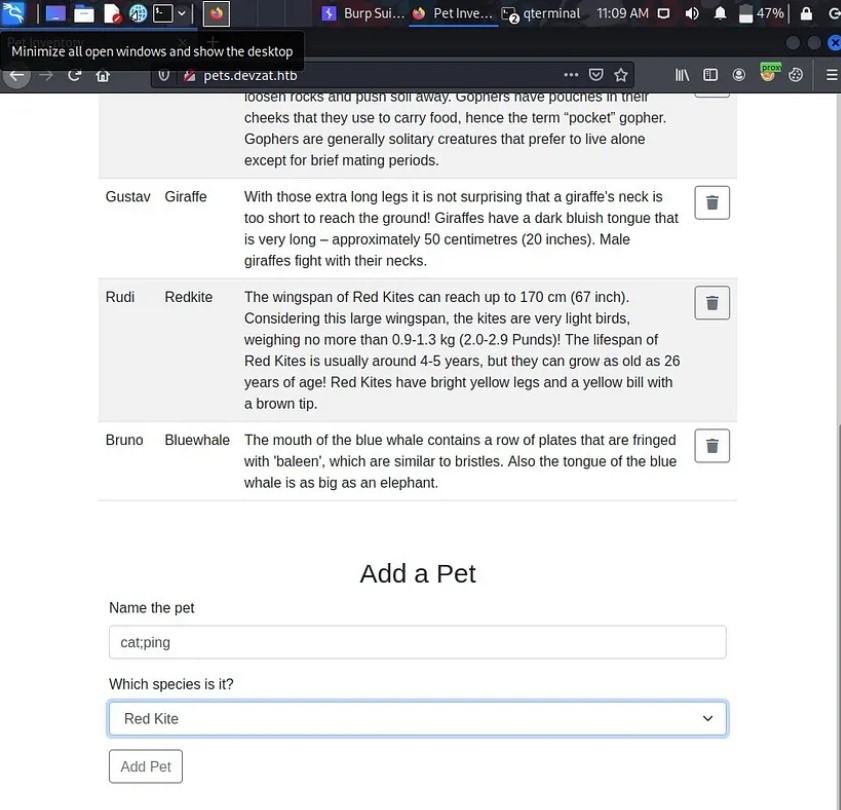 Burp Sui...
Pet Inve...
2
qterminal
11:09 AM
47%
Minimize all open windows and show the desktop
pets.devzat.htb
prox
loosen rocks and push soil away. Gophers have pouches in their
cheeks that they use to carry food, hence the term “pocket” gopher.
Gophers are generally solitary creatures that prefer to live alone
except for brief mating periods.
Gustav Giraffe With those extra long legs it is not surprising that a giraffe's neck is
too short to reach the ground! Giraffes have a dark bluish tongue that
is very long – approximately 50 centimetres (20 inches). Male
giraffes fight with their necks.
Rudi Redkite The wingspan of Red Kites can reach up to 170 cm (67 inch).
Considering this large wingspan, the kites are very light birds,
weighing no more than 0.9-1.3 kg (2.0-2.9 Punds)! The lifespan of
Red Kites is usually around 4-5 years, but they can grow as old as 26
years of age! Red Kites have bright yellow legs and a yellow bill with
a brown tip.
Bruno Bluewhale The mouth of the blue whale contains a row of plates that are fringed
with 'baleen', which are similar to bristles. Also the tongue of the blue
whale is as big as an elephant.
Add a Pet
Name the pet
cat;ping
Which species is it?
Red Kite
Add Pet